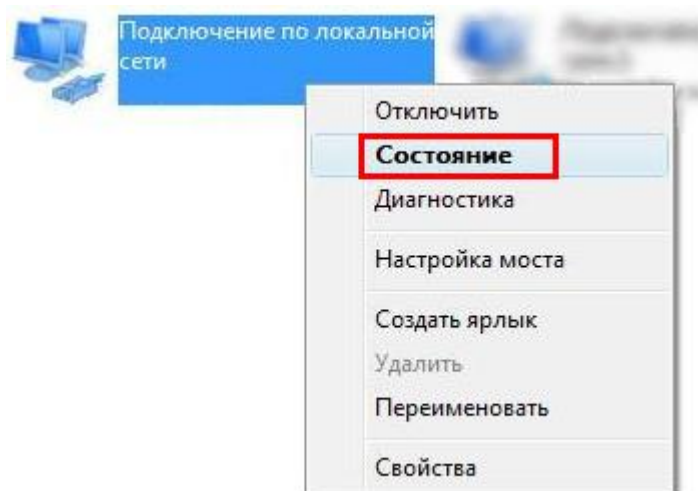 Подключение по локальной
сети
Отключить
Состояние
Диагностика
Настройка моста
Создать ярлык
Удалить
Переименовать
Свойства